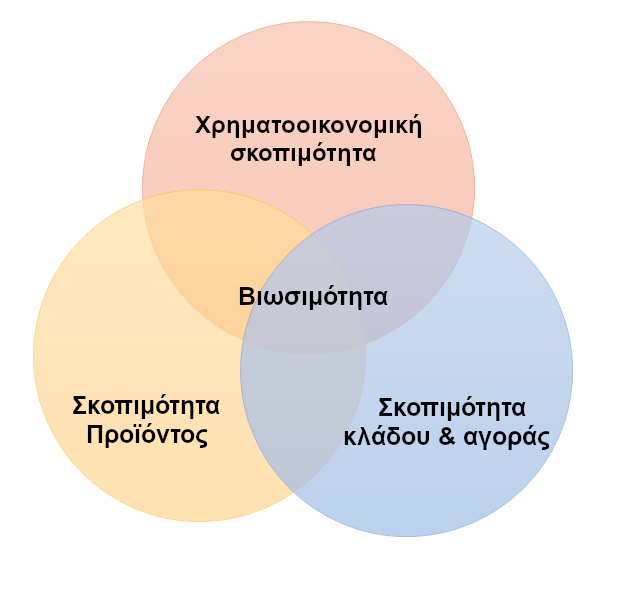 Χρηματοοικονομική
σκοπιμότητα
Βιωσιμότητα
Σκοπιμότητα
Προϊόντος
Σκοπιμότητα
κλάδου & αγοράς